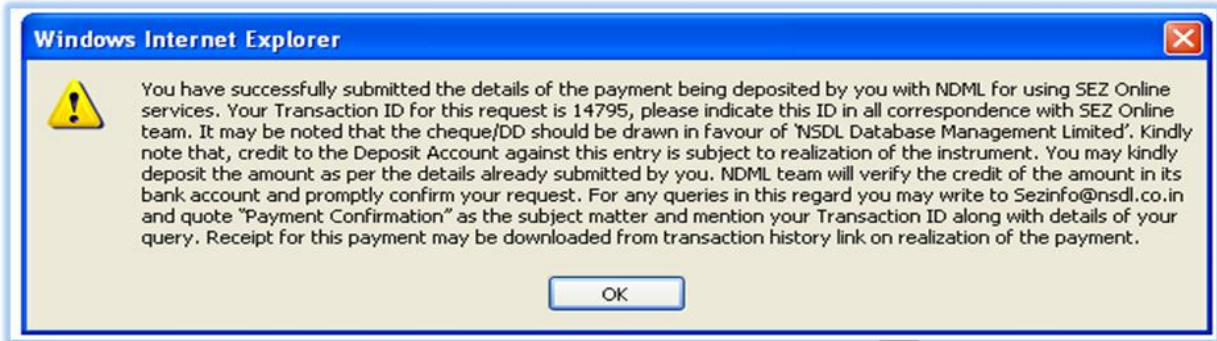 Windows Internet Explorer
You have successfully submitted the details of the payment being deposited by you with NDML for using SEZ Online
services. Your Transaction ID for this request is 14795, please indicate this ID in all correspondence with SEZ Online
team. It may be noted that the cheque/DD should be drawn in favour of 'NSDL Database Management Limited'. Kindly
note that, credit to the Deposit Account against this entry is subject to realization of the instrument. You may kindly
deposit the amount as per the details already submitted by you. NDML team will verify the credit of the amount in its
bank account and promptly confirm your request. For any queries in this regard you may write to Sezinfo@nsdl.co.in
and quote “Payment Confirmation” as the subject matter and mention your Transaction ID along with details of your
query. Receipt for this payment may be downloaded from transaction history link on realization of the payment.
OK